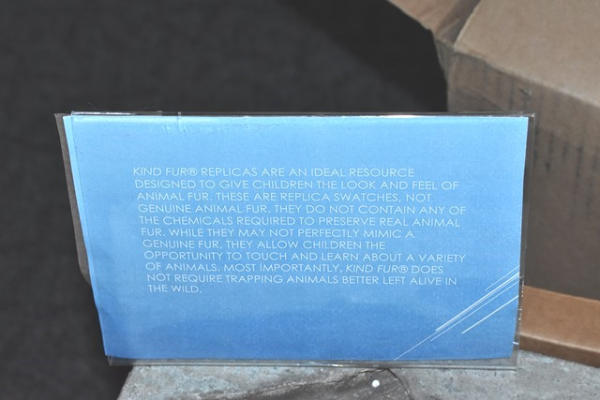 KIND FUR® REPLICAS ARE AN IDEAL RESOURCE
DESIGNED TO GIVE CHILDREN THE LOOK AND FEEL OF
ANIMAL FUR. THESE ARE REPLICA SWATCHES, NOT
GENUINE ANIMAL FUR. THEY DO NOT CONTAIN ANY OF
THE CHEMICALS REQUIRED TO PRESERVE REAL ANIMAL
FUR. WHILE THEY MAY NOT PERFECTLY MIMIC A
GENUINE FUR, THEY ALLOW CHILDREN THE
OPPORTUNITY TO TOUCH AND LEARN ABOUT A VARIETY
OF ANIMALS. MOST IMPORTANTLY, KIND FUR® DOES
NOT REQUIRE TRAPPING ANIMALS BETTER LEFT ALIVE IN
THE WILD.